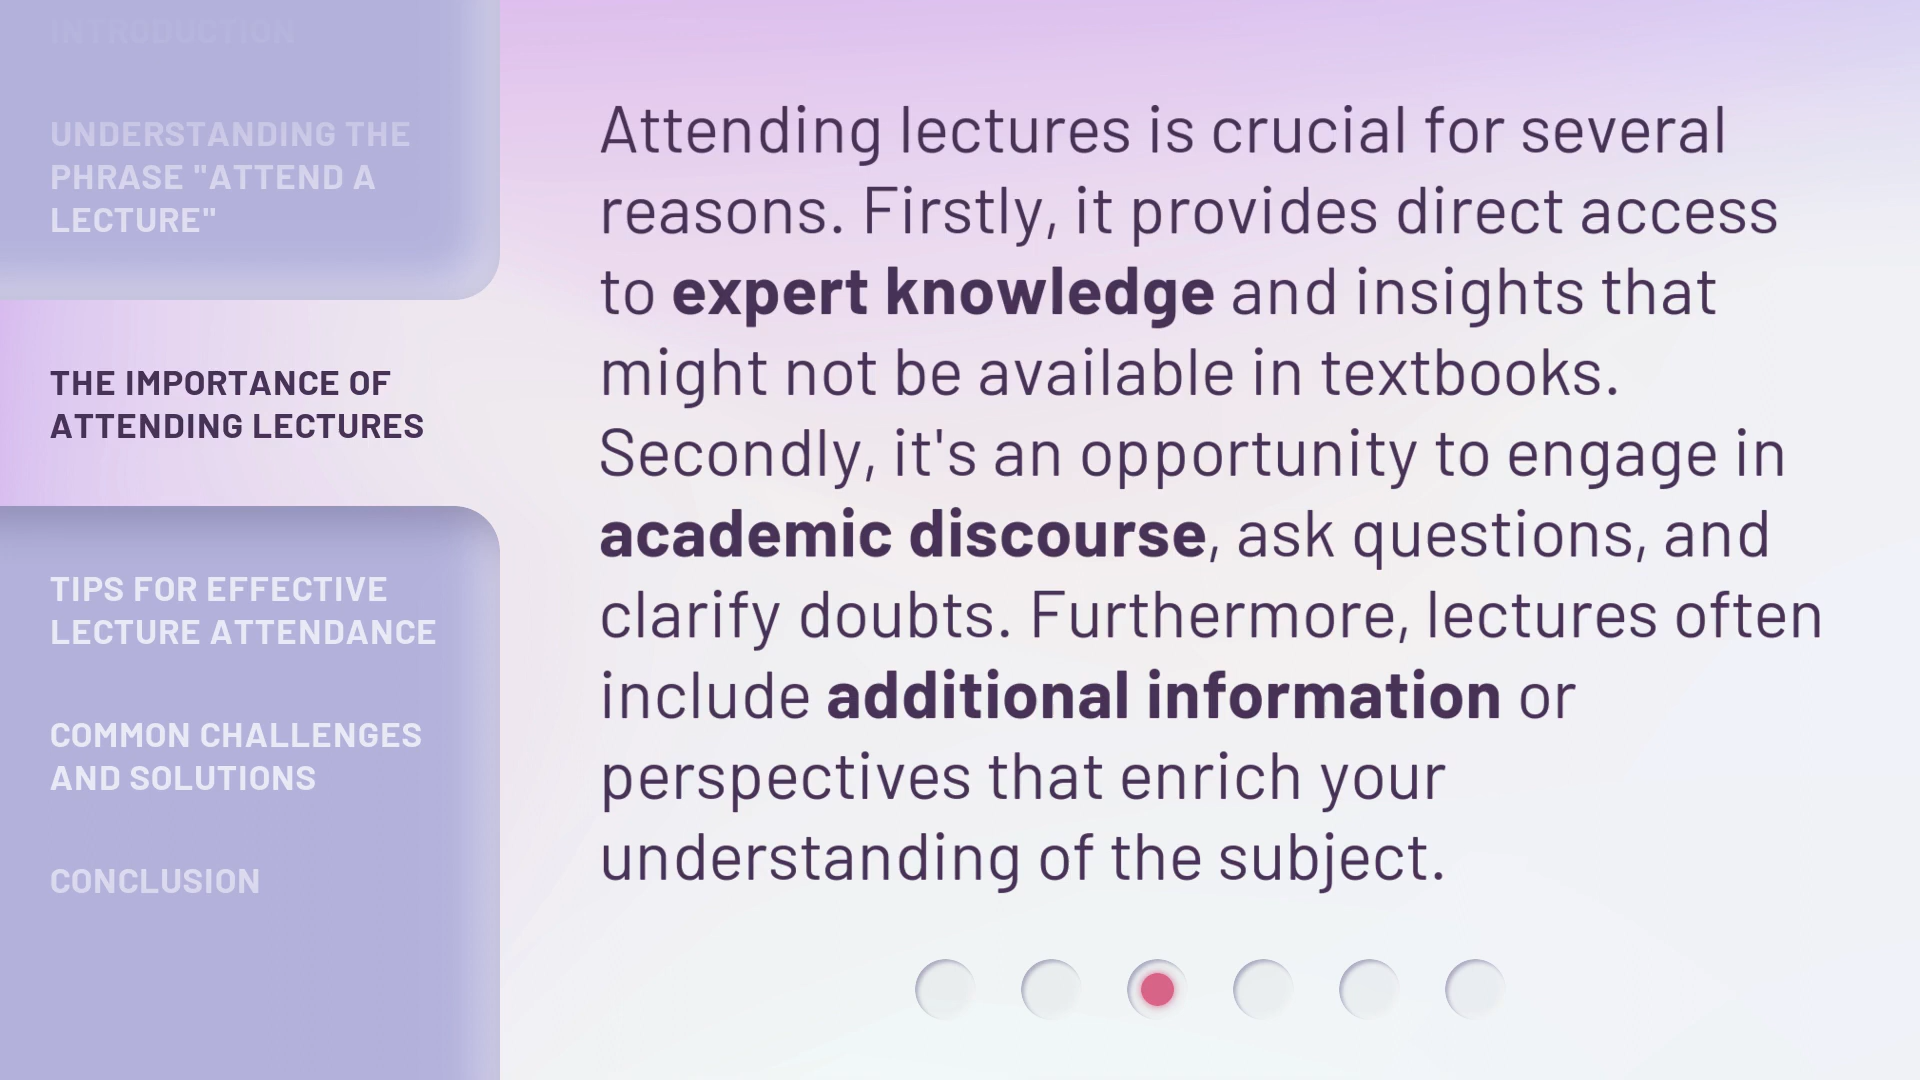 INTRODUCTION
UNDERSTANDING THE
PHRASE "ATTEND A
LECTURE"
THE IMPORTANCE OF
ATTENDING LECTURES
TIPS FOR EFFECTIVE
LECTURE ATTENDANCE
COMMON CHALLENGES
AND SOLUTIONS
CONCLUSION
Attending lectures is crucial for several
reasons. Firstly, it provides direct access
to expert knowledge and insights that
might not be available in textbooks.
Secondly, it's an opportunity to engage in
academic discourse, ask questions, and
clarify doubts. Furthermore, lectures often
include additional information or
perspectives that enrich your
understanding of the subject.